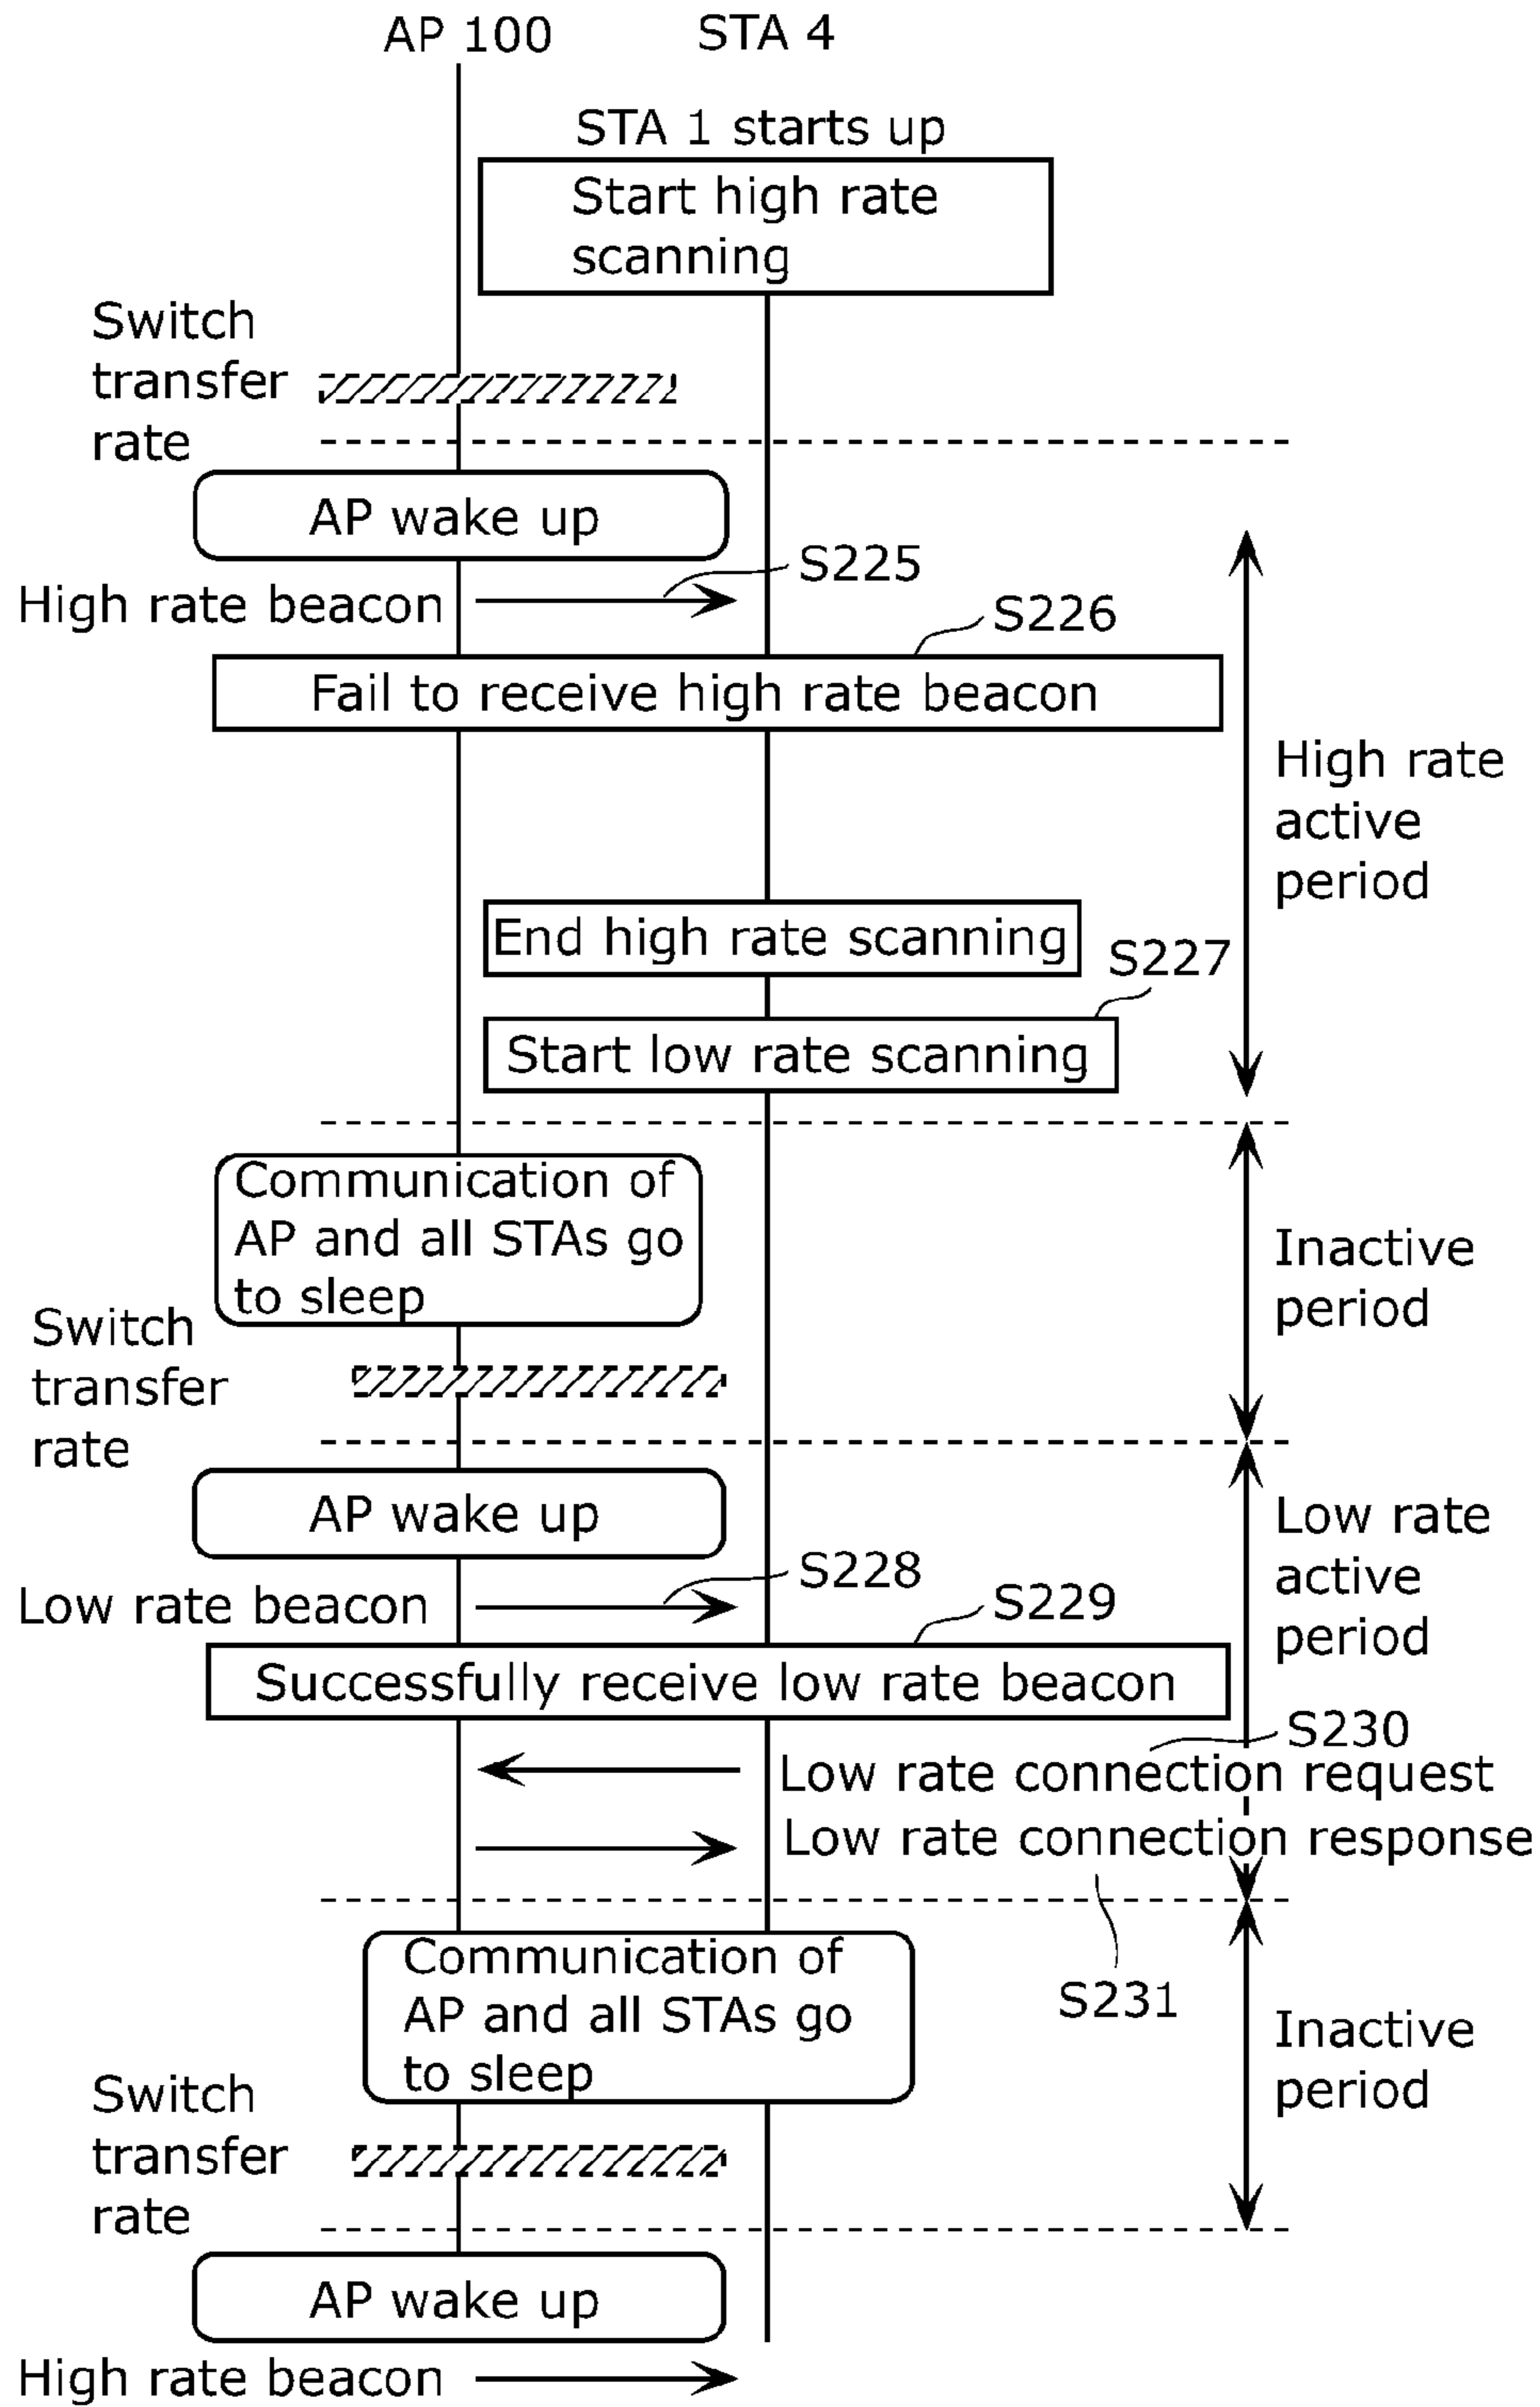 AP 100
STA 4
STA 1 starts up
Start high rate
scanning
Switch
transfer
rate
AP wake up
S225
High rate beacon
S226
Fail to receive high rate beacon
High rate
active
period
End high rate scanning
S227
Start low rate scanning
Communication of
AP and all STAs go
to sleep
Inactive
period
Switch
transfer
rate
AP wake up
Low rate
active
period
S228
Low rate beacon
S229
Successfully receive low rate beacon
S230
Low rate connection request
Low rate connection response
S231
Communication of
AP and all STAs go
to sleep
Inactive
period
Switch
transfer
rate
AP wake up
High rate beacon